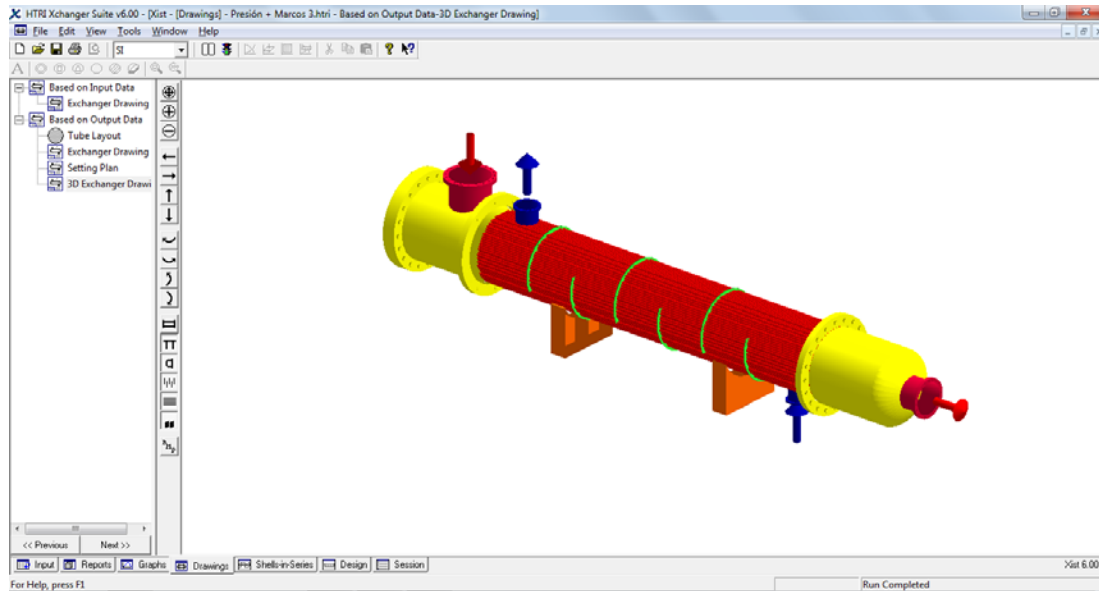 HTRI Xchanger Suite v6.00 - [Xist - [Drawings] - Presión + Marcos 3.htri - Based on Output Data-3D Exchanger Drawing]
File Edit View Tools Window Help
SI
Based on Input Data
Exchanger Drawing
Based on Output Data
Tube Layout
Exchanger Drawing
Setting Plan
3D Exchanger Drawi
<< Previous Next >>
Input Reports Graphs Drawings Shells-in-Series Design Session Xist 6.00
For Help, press F1 Run Completed